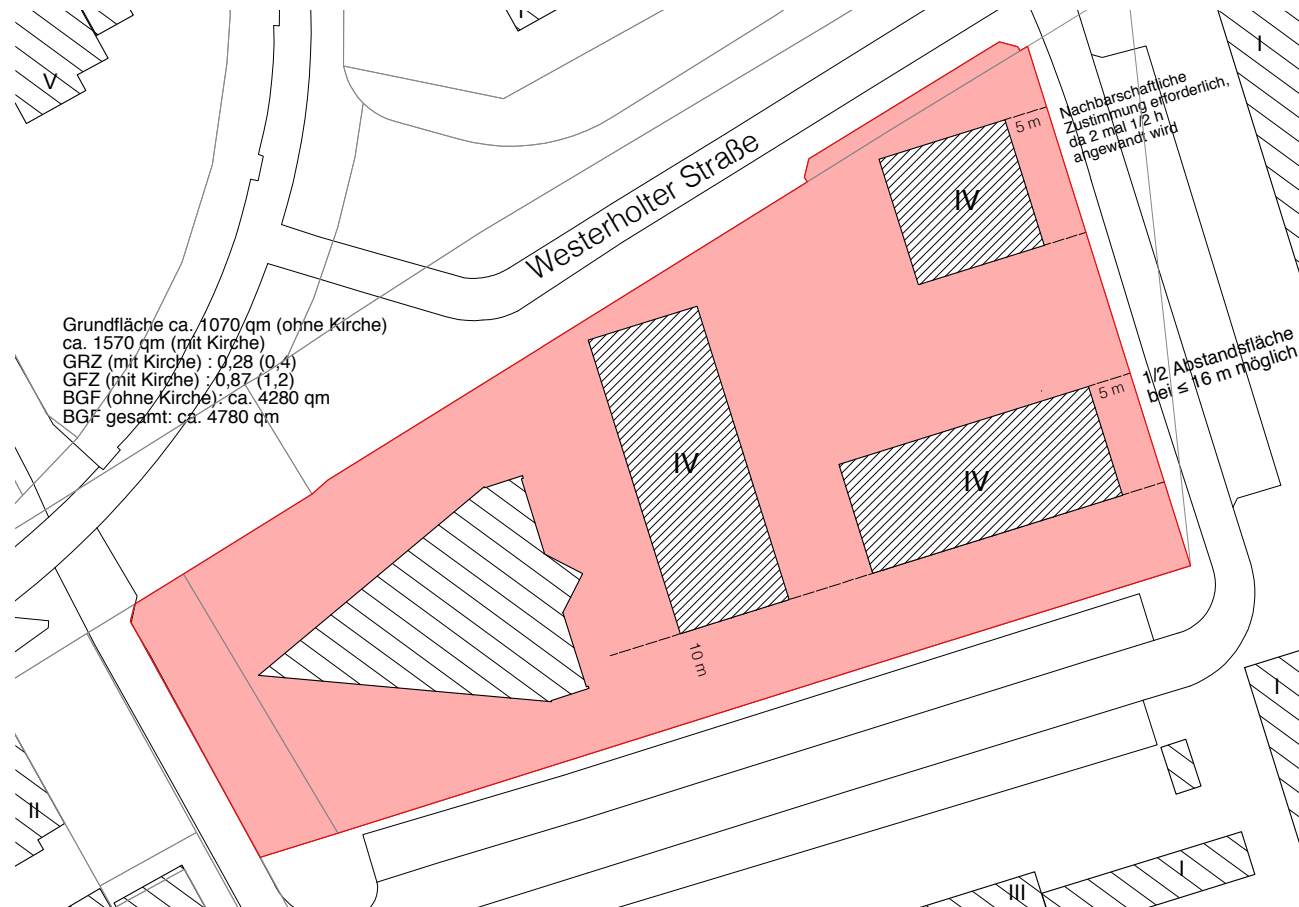 V
I
Nachbarschaftliche
Zustimmung erforderlich,
da 2 mal 1/2 h
angewandt wird
5 m
IV
Westerholter Straße
Grundfläche ca. 1070 qm (ohne Kirche)
ca. 1570 qm (mit Kirche)
GRZ (mit Kirche) : 0,28 (0,4)
GFZ (mit Kirche) : 0,87 (1,2)
BGF (ohne Kirche): ca. 4280 qm
BGF gesamt: ca. 4780 qm
1/2 Abstandsfläche
bei ≤ 16 m möglich
5 m
IV
IV
10 m
I
II
I
III